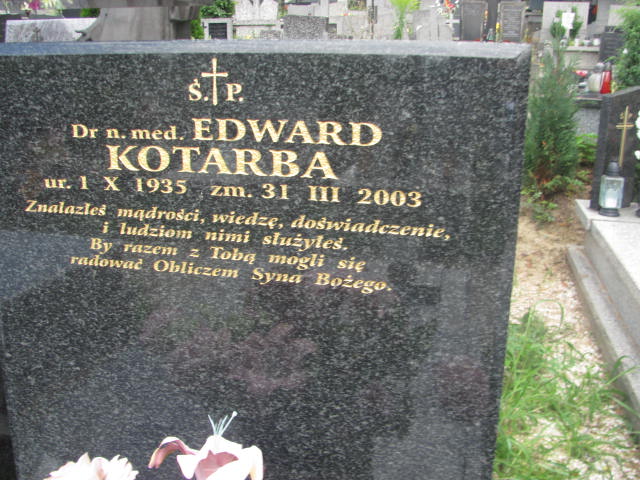 Ś. P.
Dr n. med. EDWARD
KOTARBA
ur. 1 X 1935 zm. 31 III 2003
Znalazłeś mądrości, wiedzę, doświadczenie,
i ludziom nimi służyłeś.
By razem z Tobą mogli się
radować Obliczem Syna Bożego.